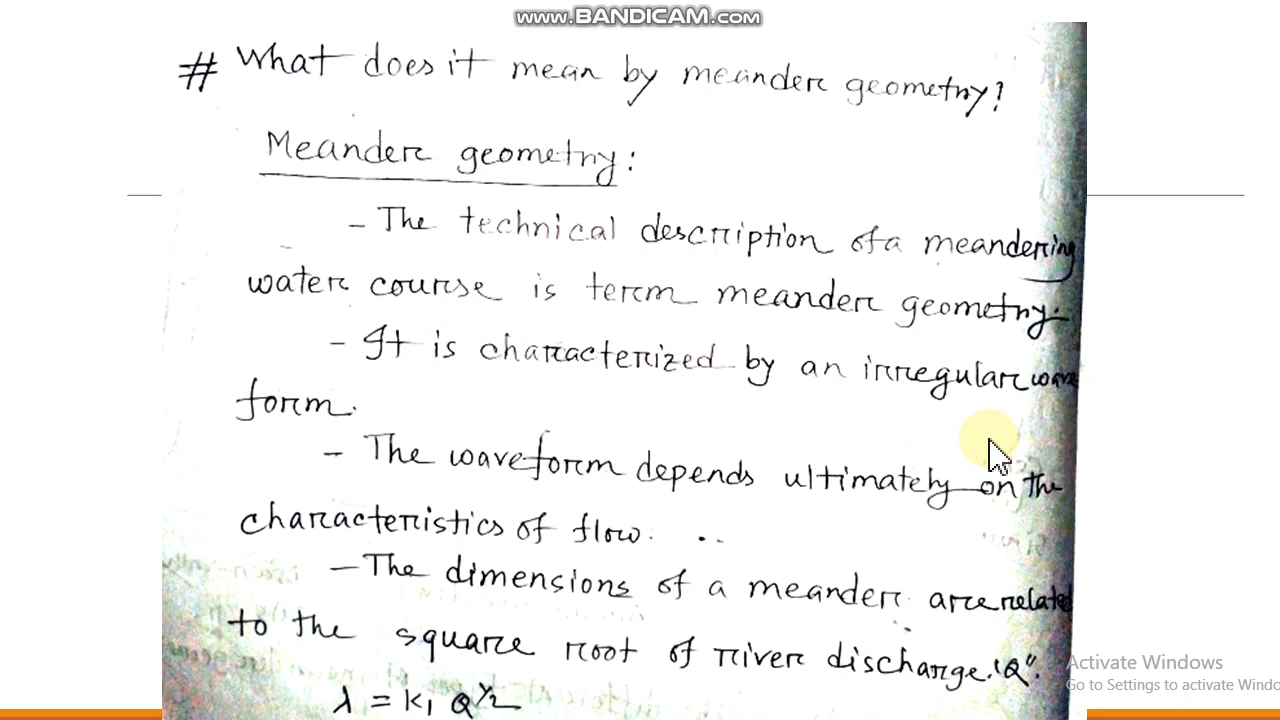 www.BANDICAM.com
# What does it mean by meander geometry?
Meander geometry:
- The technical description of a meandering
water course is term meander geometry.
- It is characterized by an irregular wave
form.
- The waveform depends ultimately on the
characteristics of flow.
- The dimensions of a meander are related
to the square root of river discharge "Q".
λ = K₁ Q^1/2
Activate Windows
Go to Settings to activate Windo